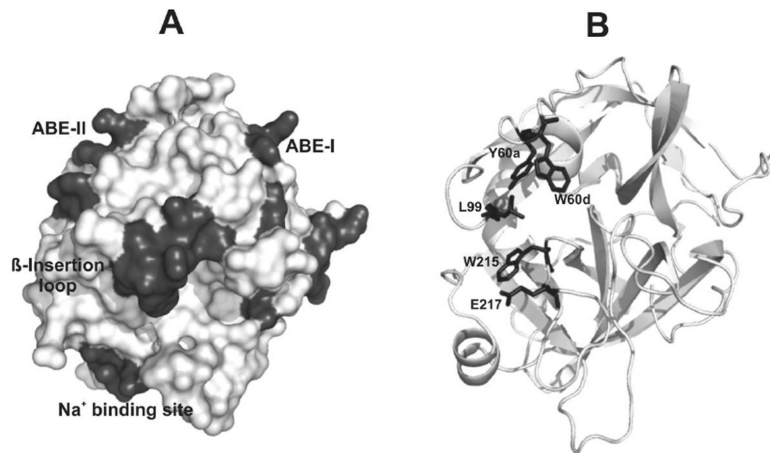 A
B
ABE-II
ABE-I
ß-Insertion
loop
Na⁺ binding site
Y60a
W60d
L99
W215
E217